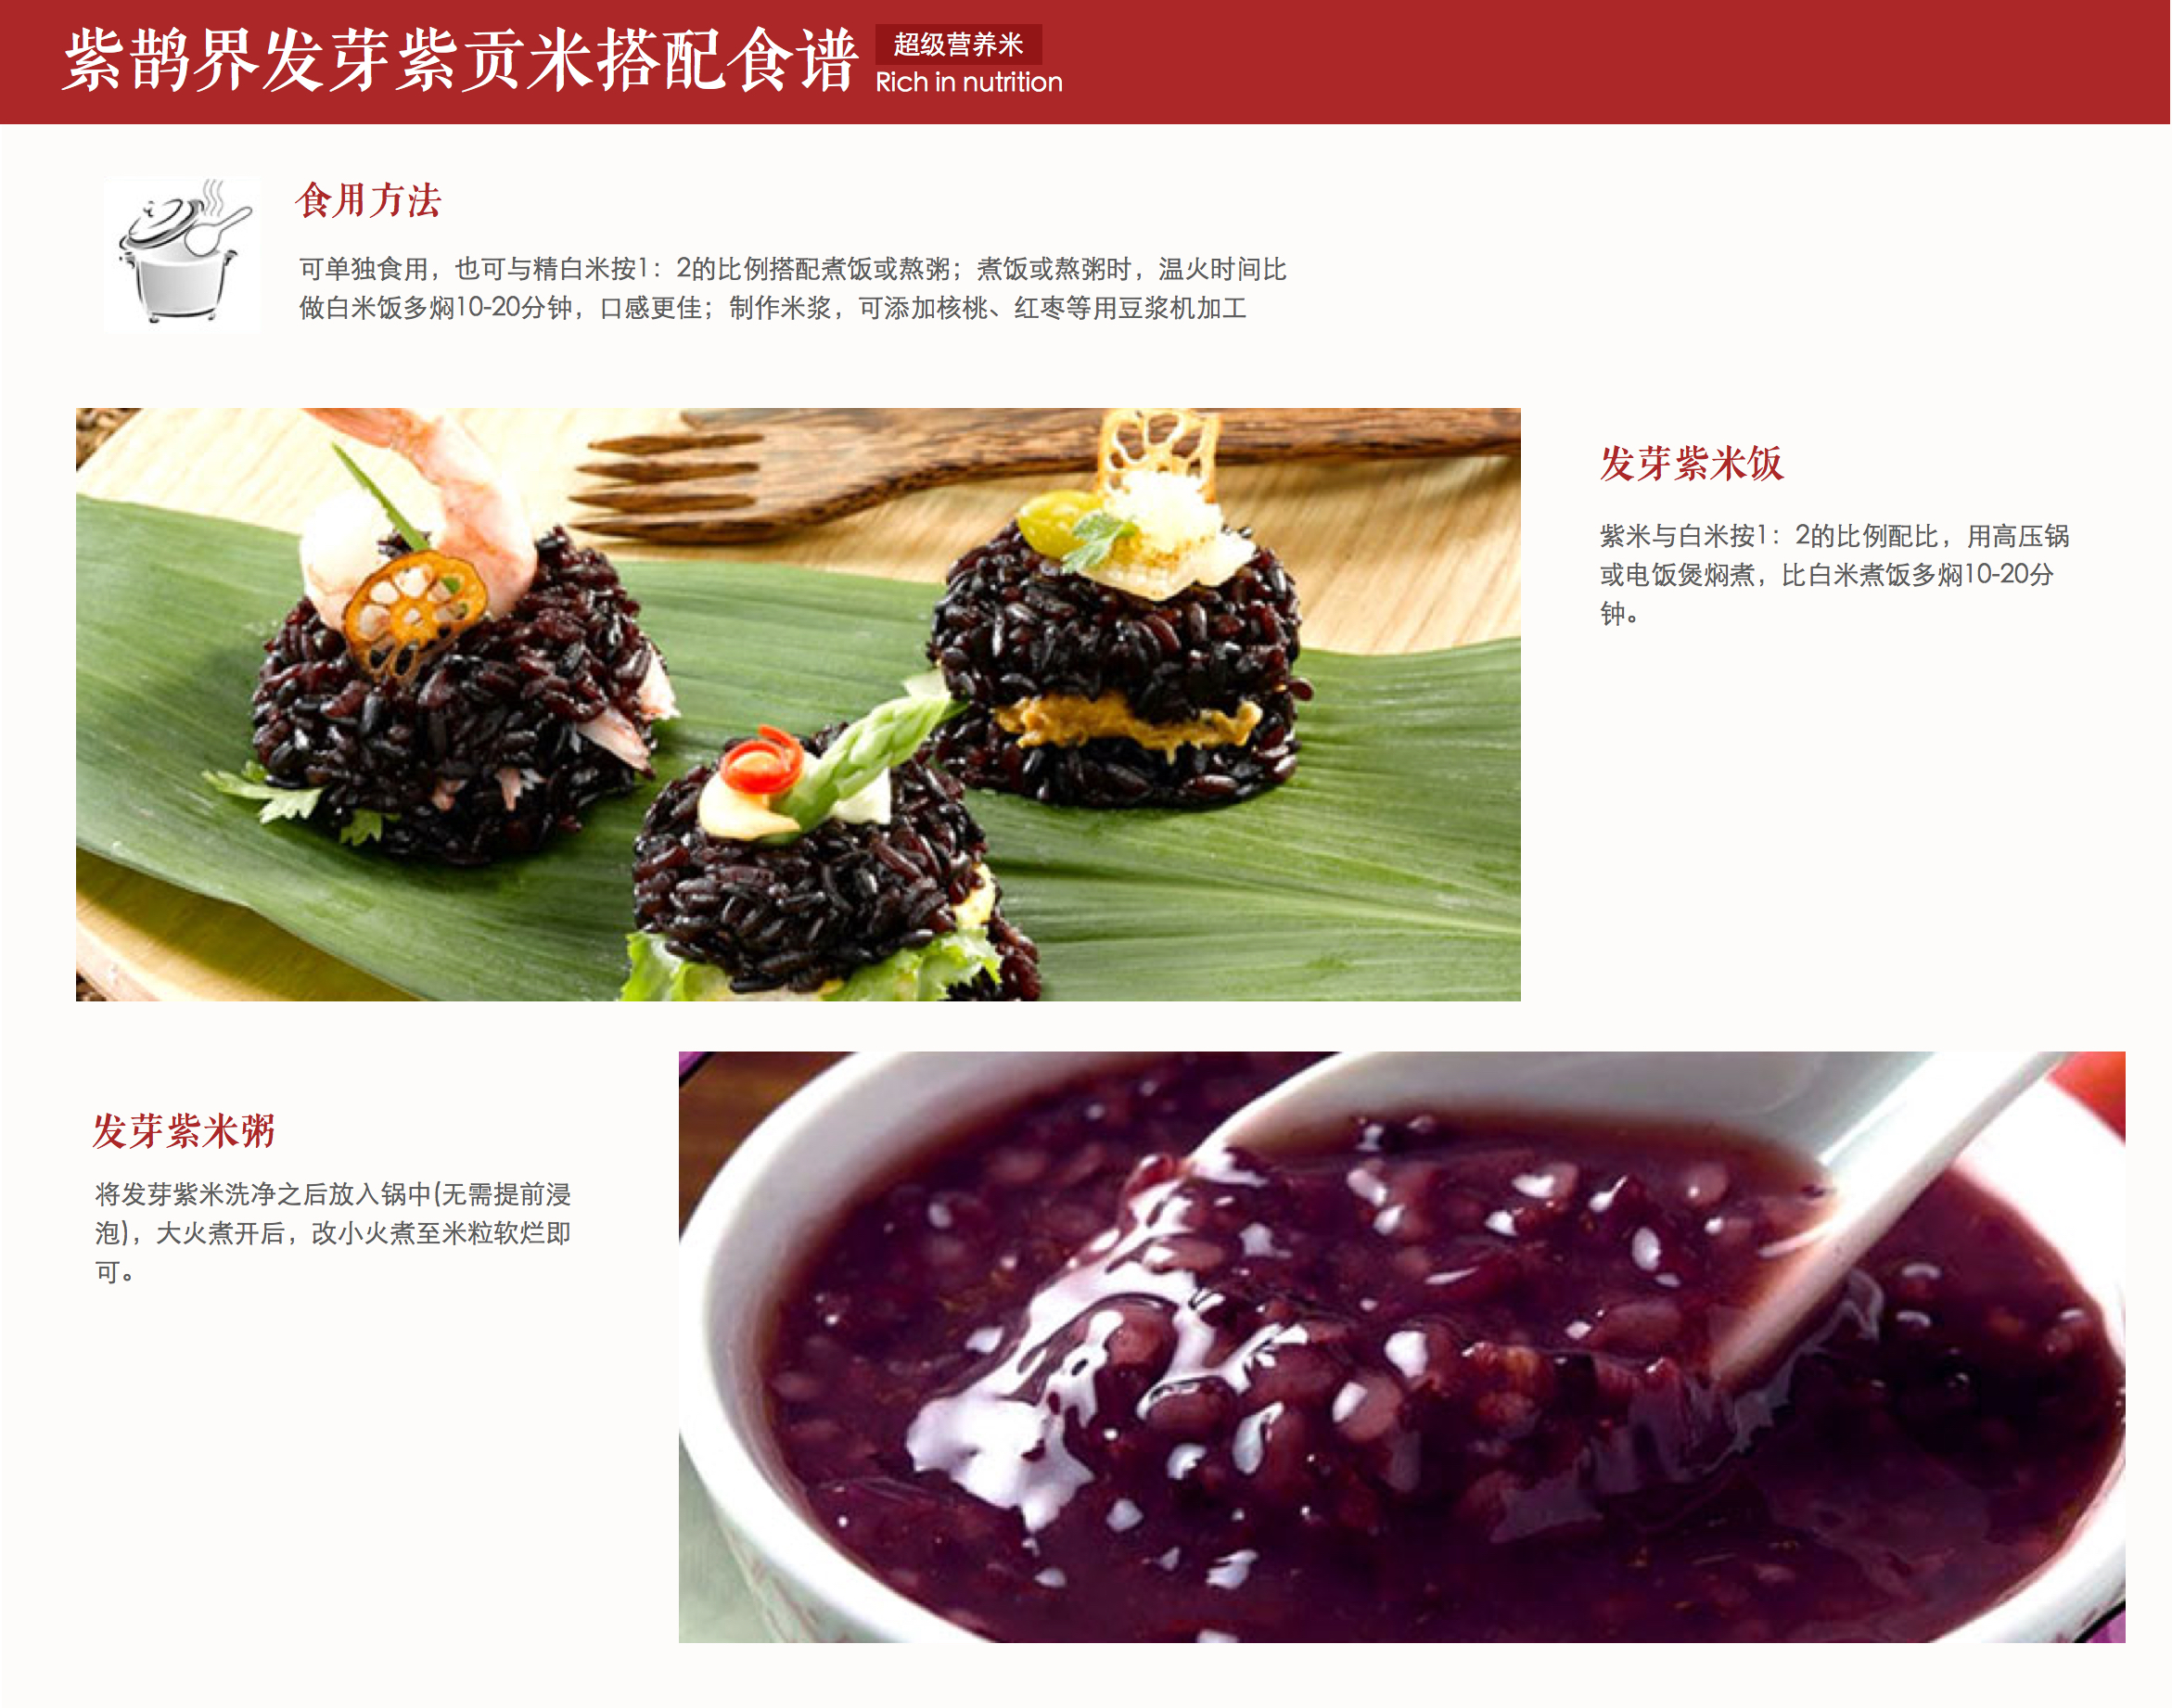 紫鹊界发芽紫贡米搭配食谱
超级营养米
Rich in nutrition
食用方法
可单独食用，也可与精白米按1：2的比例搭配煮饭或熬粥；煮饭或熬粥时，温火时间比
做白米饭多焖10-20分钟，口感更佳；制作米浆，可添加核桃、红枣等用豆浆机加工
发芽紫米饭
紫米与白米按1：2的比例配比，用高压锅
或电饭煲焖煮，比白米煮饭多焖10-20分
钟。
发芽紫米粥
将发芽紫米洗净之后放入锅中(无需提前浸
泡)，大火煮开后，改小火煮至米粒软烂即
可。